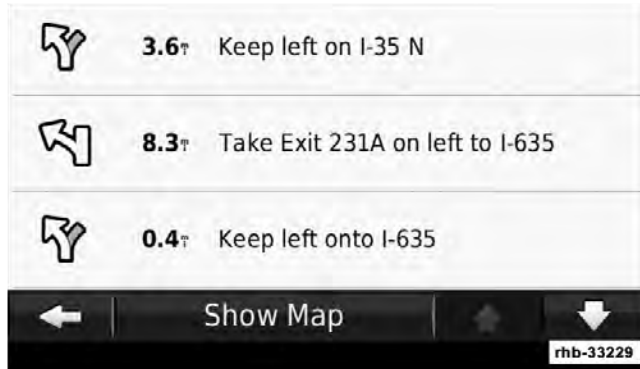 3.6 Keep left on I-35 N
8.3 Take Exit 231A on left to I-635
0.4 Keep left onto I-635
Show Map
rhb-33229